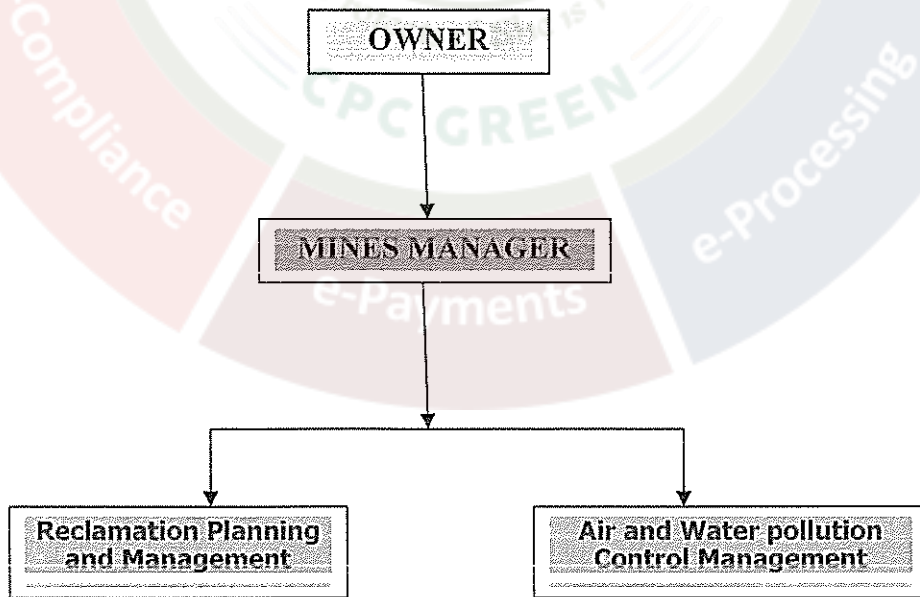 OWNER
CPC GREEN
e-Compliance
e-Processing
MINES MANAGER
e-Payments
Reclamation Planning
and Management
Air and Water pollution
Control Management